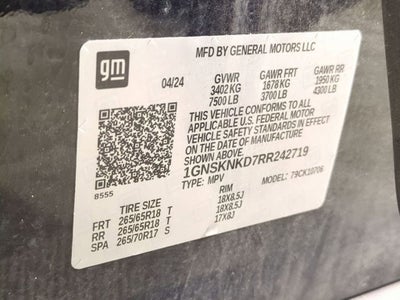 gm
MFD BY GENERAL MOTORS LLC
04/24 GVWR GAWR FRT GAWR RR
3402 KG 1678 KG 1950 KG
7500 LB 3700 LB 4300 LB
THIS VEHICLE CONFORMS TO ALL
APPLICABLE U.S. FEDERAL MOTOR
VEHICLE SAFETY STANDARDS IN EFFECT
ON THE DATE OF MANUFACTURE
SHOWN ABOVE
1GNSKNKD7RR242719
TYPE: MPV MODEL: 79CK10706
8555
TIRE SIZE RIM
FRT 265/65R18 T 18X8.5J
RR 265/65R18 T 18X8.5J
SPA 265/70R17 S 17X8J